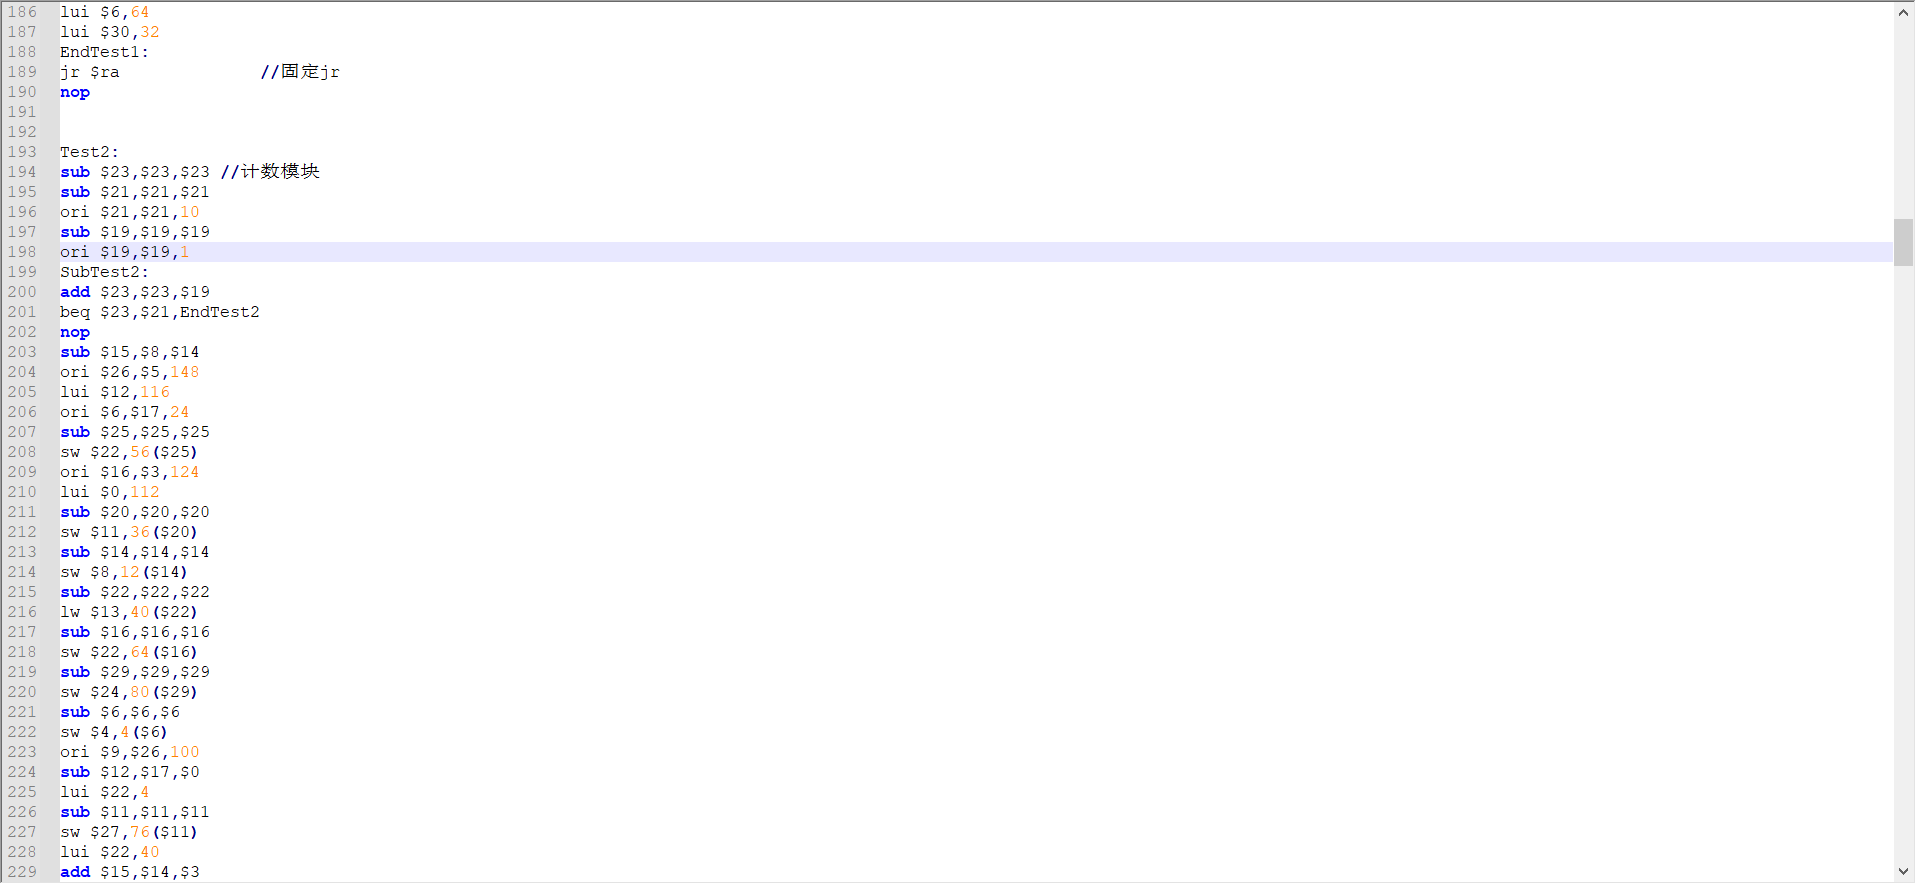 186 lui $6,64
187 lui $30,32
188 EndTest1:
189 jr $ra //固定jr
190 nop
191
192
193 Test2:
194 sub $23,$23,$23 //计数模块
195 sub $21,$21,$21
196 ori $21,$21,10
197 sub $19,$19,$19
198 ori $19,$19,1
199 SubTest2:
200 add $23,$23,$19
201 beq $23,$21,EndTest2
202 nop
203 sub $15,$8,$14
204 ori $26,$5,148
205 lui $12,116
206 ori $6,$17,24
207 sub $25,$25,$25
208 sw $22,56($25)
209 ori $16,$3,124
210 lui $0,112
211 sub $20,$20,$20
212 sw $11,36($20)
213 sub $14,$14,$14
214 sw $8,12($14)
215 sub $22,$22,$22
216 lw $13,40($22)
217 sub $16,$16,$16
218 sw $22,64($16)
219 sub $29,$29,$29
220 sw $24,80($29)
221 sub $6,$6,$6
222 sw $4,4($6)
223 ori $9,$26,100
224 sub $12,$17,$0
225 lui $22,4
226 sub $11,$11,$11
227 sw $27,76($11)
228 lui $22,40
229 add $15,$14,$3